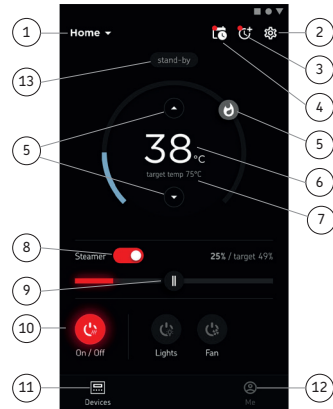 1
Home
2
3
4
13
stand-by
5
5
38 °C
target temp 75°C
6
7
8
Steamer
25% / target 49%
9
10
On / Off
Lights
Fan
11
Devices
Me
12